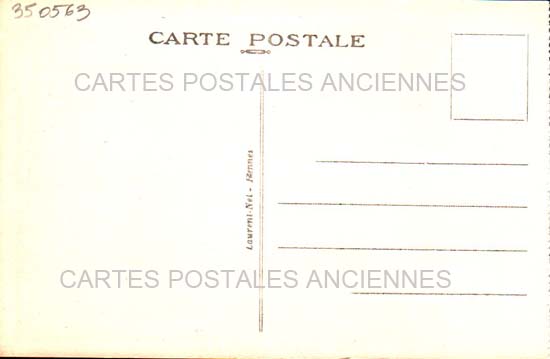 350563
CARTE POSTALE
CARTES POSTALES ANCIENNES
Laurent-Nel - Rennes
CARTES POSTALES ANCIENNES